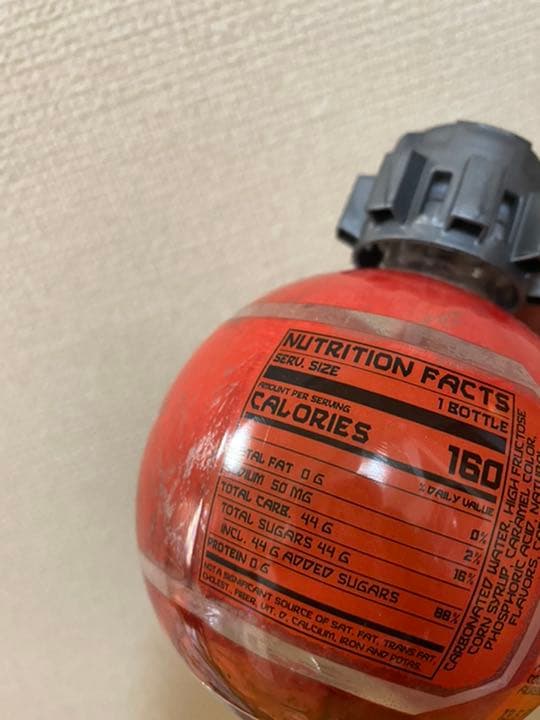 NUTRITION FACTS
SERV. SIZE 1 BOTTLE
AMOUNT PER SERVING
CALORIES 160
% DAILY VALUE
TAL FAT 0 G 0%
DIUM 50 MG 2%
TOTAL CARB. 44 G 16%
TOTAL SUGARS 44 G
INCL. 44 G ADDED SUGARS 88%
PROTEIN 0 G
NOT A SIGNIFICANT SOURCE OF SAT. FAT, TRANS FAT,
CHOLEST., FIBER, VIT. D, CALCIUM, IRON AND POTAS.
CARBONATED WATER, HIGH FRUCTOSE
CORN SYRUP, CARAMEL COLOR,
PHOSPHORIC ACID, NATURAL
FLAVORS,